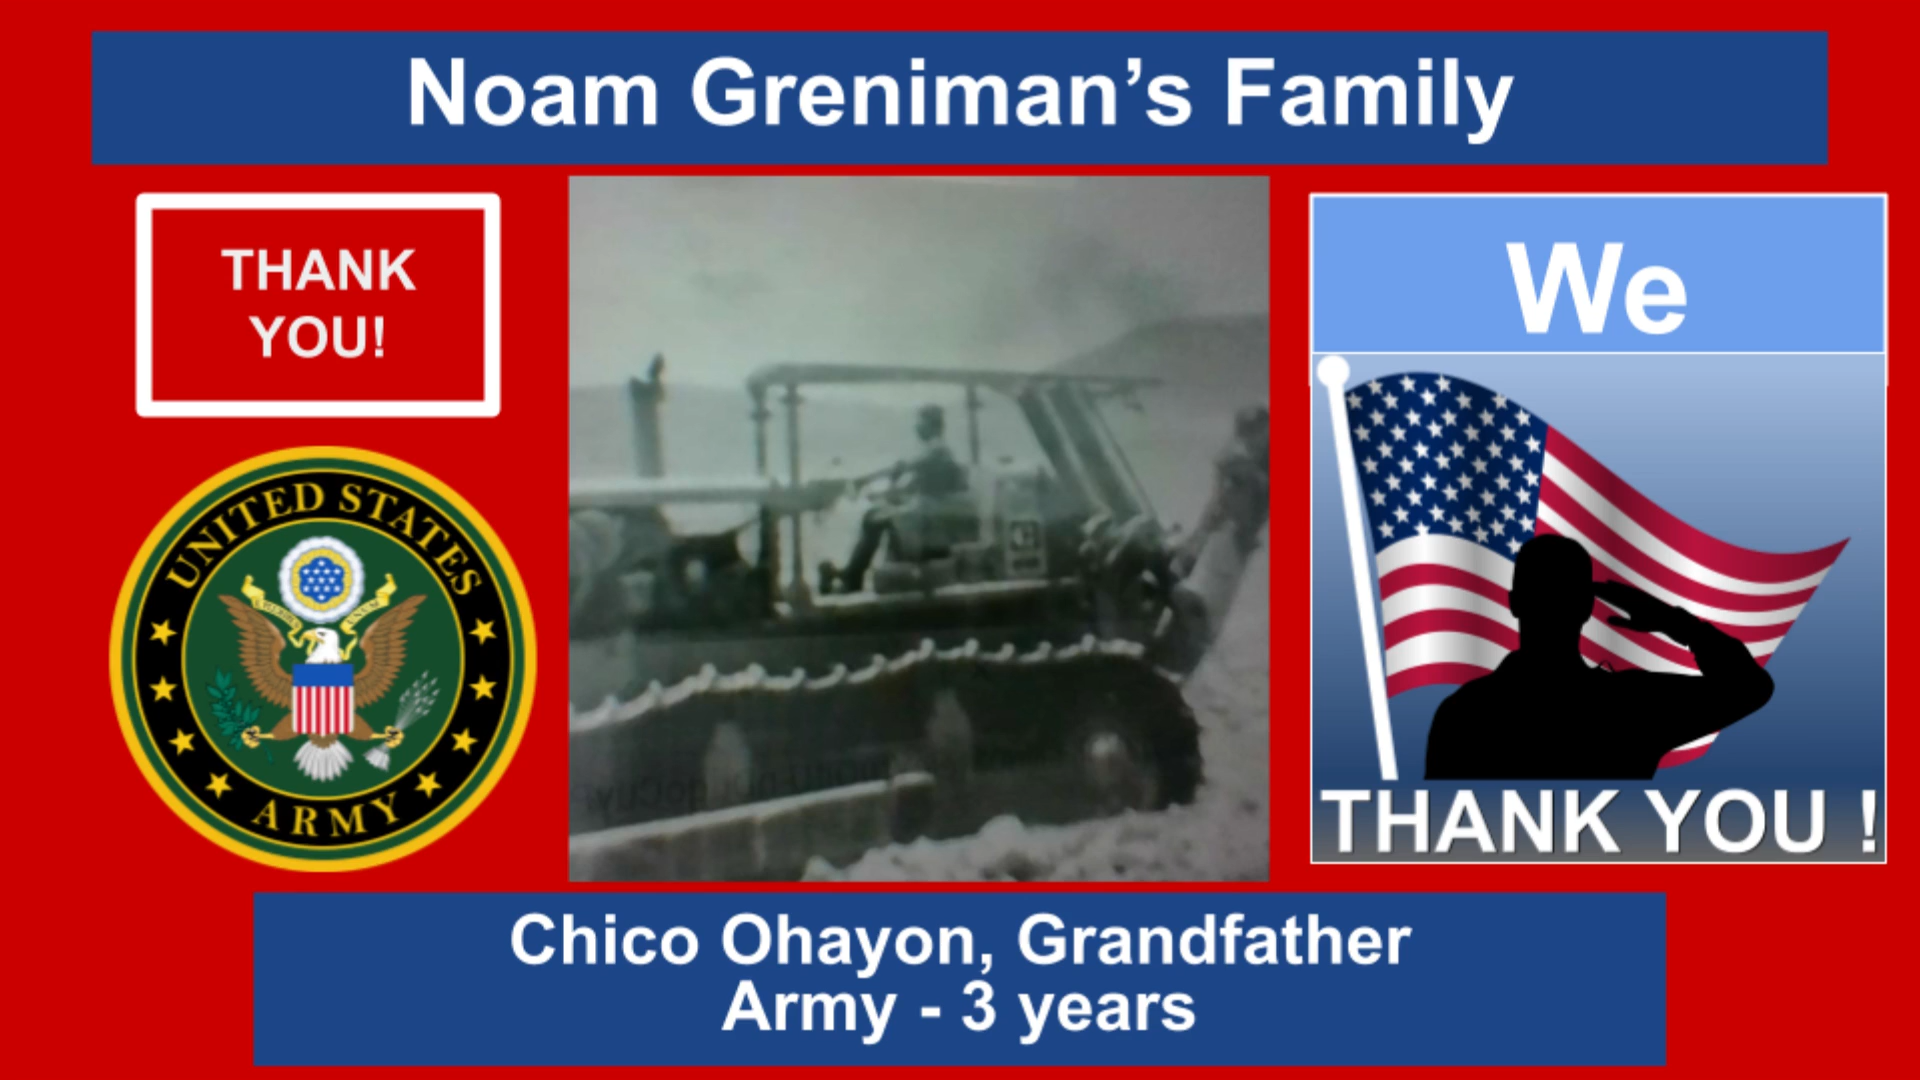 Noam Greniman’s Family
THANK
YOU!
UNITED STATES
ARMY
We
THANK YOU !
Chico Ohayon, Grandfather
Army - 3 years